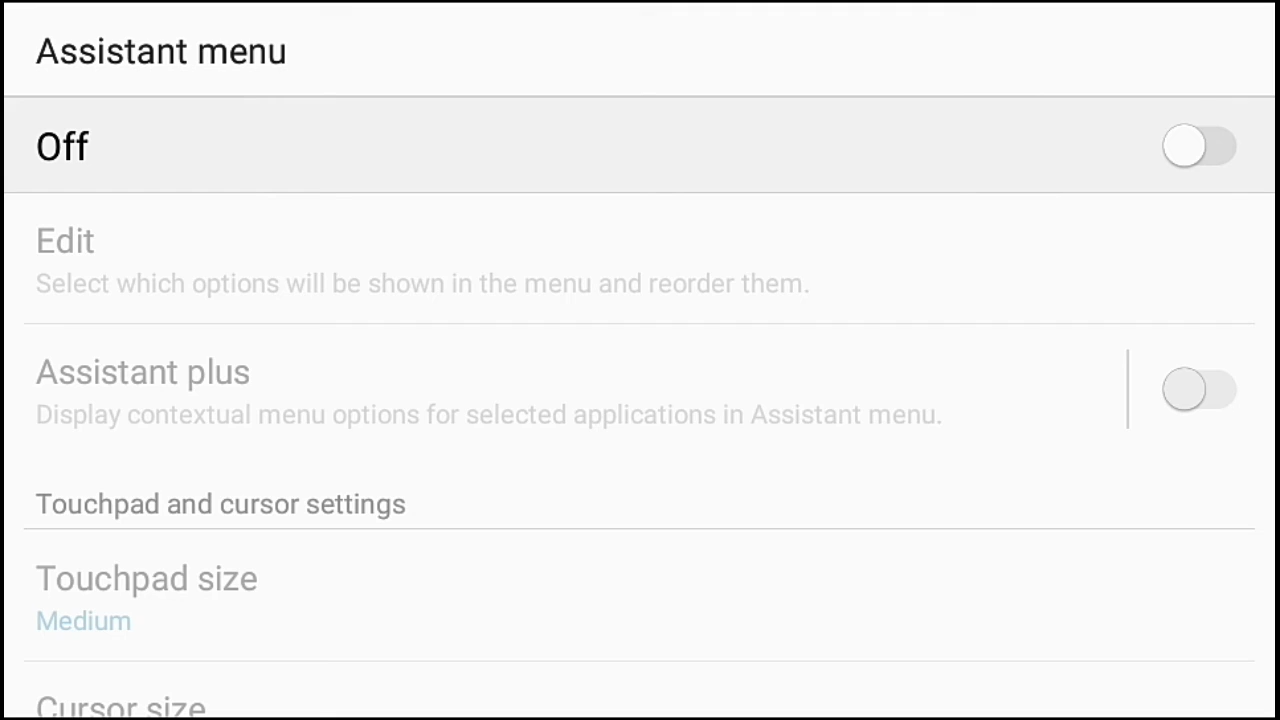 Assistant menu
Off
Edit
Select which options will be shown in the menu and reorder them.
Assistant plus
Display contextual menu options for selected applications in Assistant menu.
Touchpad and cursor settings
Touchpad size
Medium
Cursor size